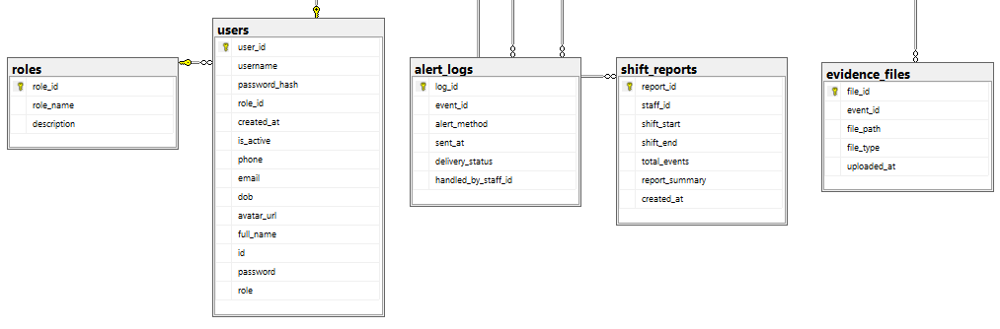 roles
role_id
role_name
description
users
user_id
username
password_hash
role_id
created_at
is_active
phone
email
dob
avatar_url
full_name
id
password
role
alert_logs
log_id
event_id
alert_method
sent_at
delivery_status
handled_by_staff_id
shift_reports
report_id
staff_id
shift_start
shift_end
total_events
report_summary
created_at
evidence_files
file_id
event_id
file_path
file_type
uploaded_at